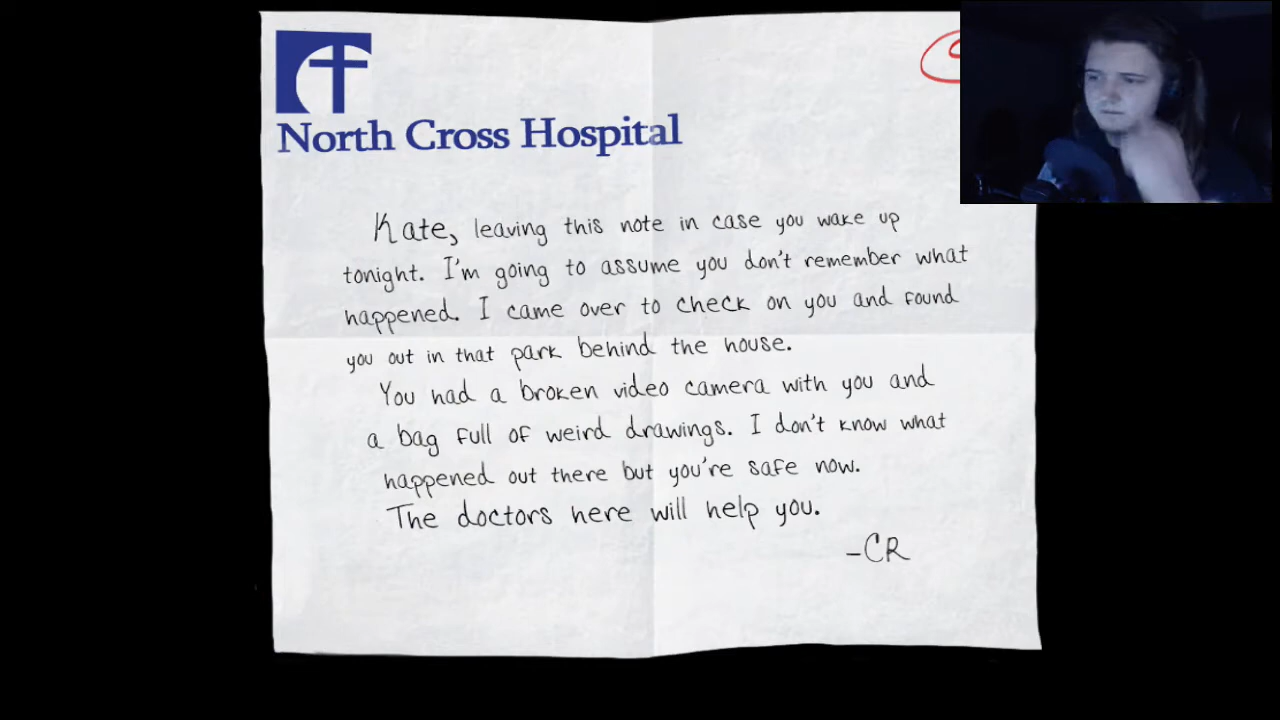 North Cross Hospital
Kate, leaving this note in case you wake up
tonight. I'm going to assume you don't remember what
happened. I came over to check on you and found
you out in that park behind the house.
You had a broken video camera with you and
a bag full of weird drawings. I don't know what
happened out there but you're safe now.
The doctors here will help you.
-CR